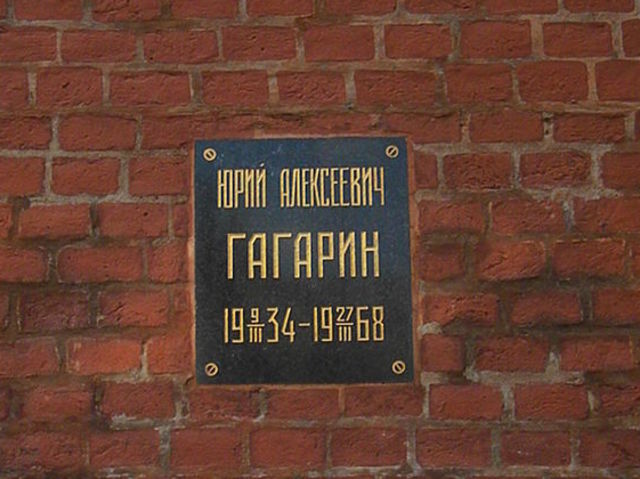 ЮРИЙ АЛЕКСЕЕВИЧ
ГАГАРИН
19 9/III 34 - 19 27/III 68